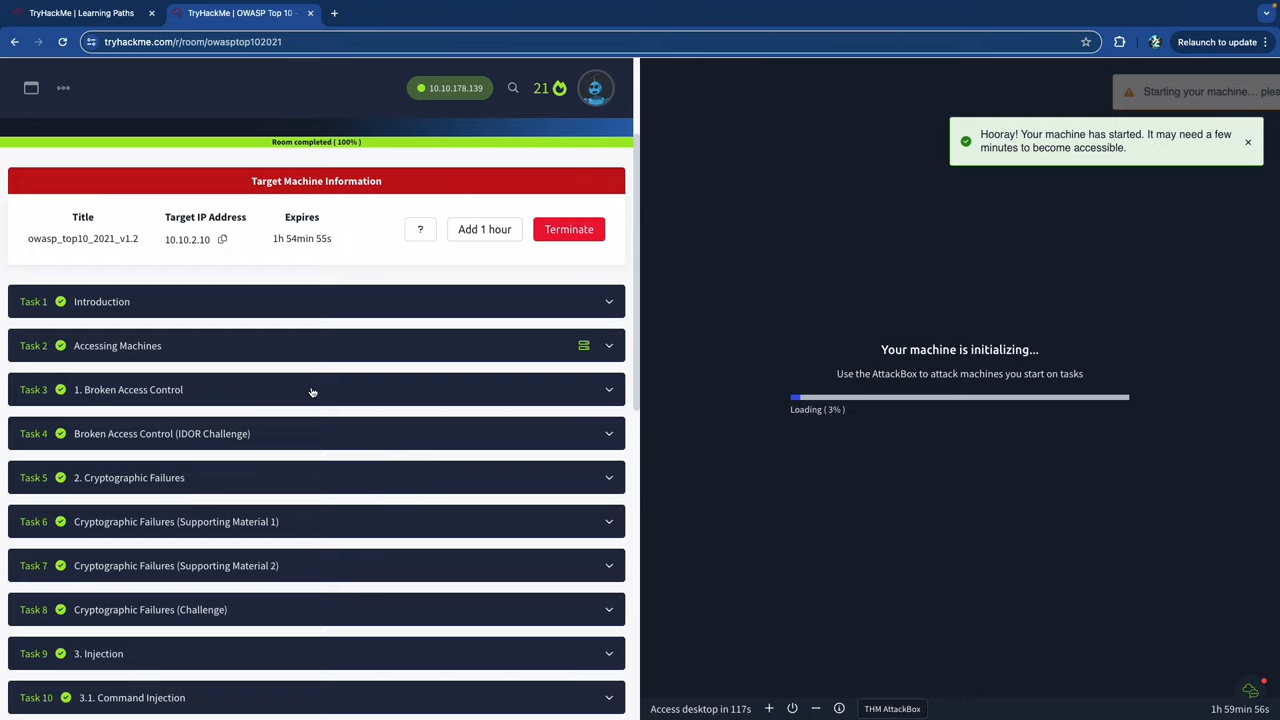 TryHackMe | Learning Paths
TryHackMe | OWASP Top 10 -
tryhackme.com/r/room/owasptop102021
Relaunch to update
10.10.178.139
21
Room completed ( 100% )
Target Machine Information
Title
Target IP Address
Expires
owasp_top10_2021_v1.2
10.10.2.10
1h 54min 55s
?
Add 1 hour
Terminate
Task 1 Introduction
Task 2 Accessing Machines
Task 3 1. Broken Access Control
Task 4 Broken Access Control (IDOR Challenge)
Task 5 2. Cryptographic Failures
Task 6 Cryptographic Failures (Supporting Material 1)
Task 7 Cryptographic Failures (Supporting Material 2)
Task 8 Cryptographic Failures (Challenge)
Task 9 3. Injection
Task 10 3.1. Command Injection
Starting your machine... plea
Hooray! Your machine has started. It may need a few
minutes to become accessible.
Your machine is initializing...
Use the AttackBox to attack machines you start on tasks
Loading ( 3% )
Access desktop in 117s
THM AttackBox
1h 59min 56s